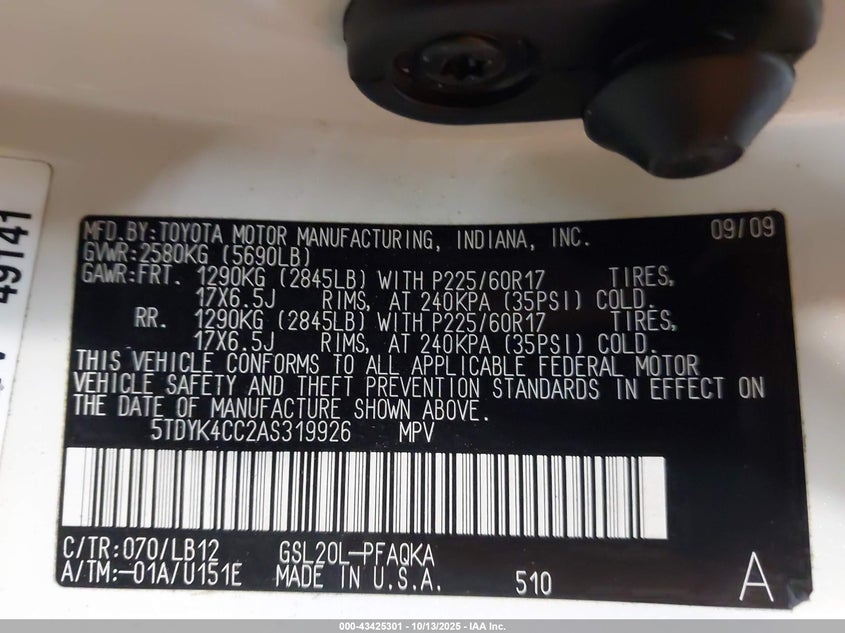 49141
MFD.BY:TOYOTA MOTOR MANUFACTURING, INDIANA, INC. 09/09
GVWR:2580KG (5690LB)
GAWR:FRT. 1290KG (2845LB) WITH P225/60R17 TIRES,
17X6.5J RIMS, AT 240KPA (35PSI) COLD.
RR. 1290KG (2845LB) WITH P225/60R17 TIRES,
17X6.5J RIMS, AT 240KPA (35PSI) COLD.
THIS VEHICLE CONFORMS TO ALL APPLICABLE FEDERAL MOTOR
VEHICLE SAFETY AND THEFT PREVENTION STANDARDS IN EFFECT ON
THE DATE OF MANUFACTURE SHOWN ABOVE.
5TDYK4CC2AS319926 MPV
C/TR:070/LB12 GSL20L-PFAQKA
A/TM:-01A/U151E MADE IN U.S.A. 510 A
000-43425301 - 10/13/2025 - IAA Inc.